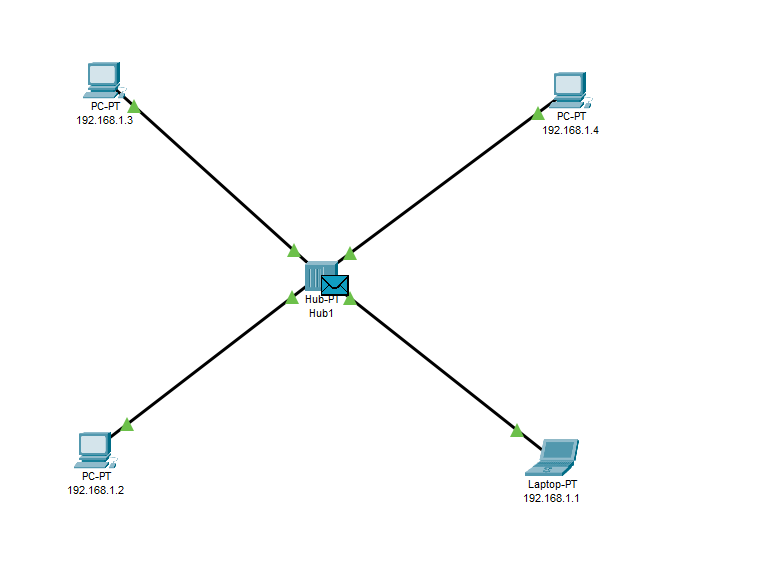 PC-PT
192.168.1.3
PC-PT
192.168.1.4
Hub-PT
Hub1
PC-PT
192.168.1.2
Laptop-PT
192.168.1.1